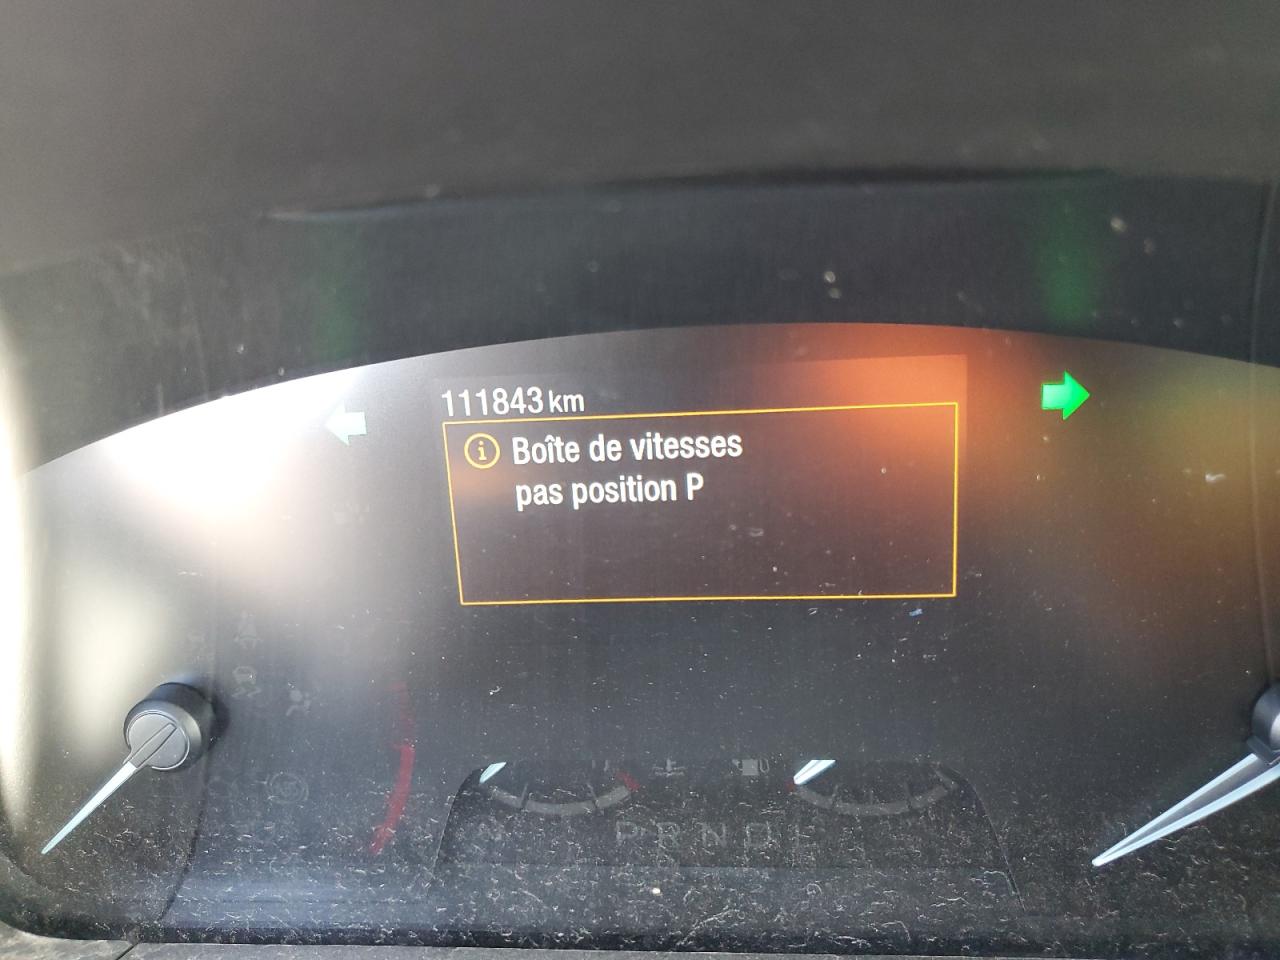 111843 km
Boîte de vitesses
pas position P
P R N D L